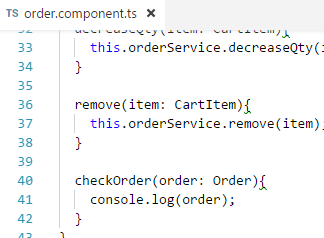 TS order.component.ts ×
32 decreaseQty(item: CartItem){
33 this.orderService.decreaseQty(i
34 }
35
36 remove(item: CartItem){
37 this.orderService.remove(item)
38 }
39
40 checkOrder(order: Order){
41 console.log(order);
42 }
43 }